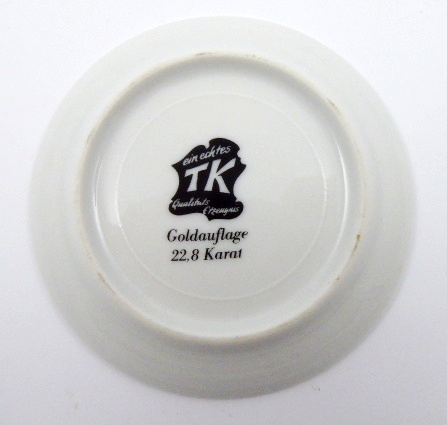 ein echtes
TK
Qualitäts
Erzeugnis
Goldauflage
22,8 Karat